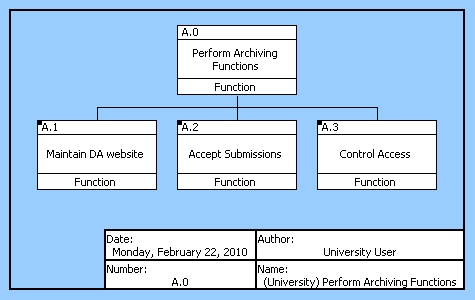 A.0
Perform Archiving
Functions
Function
A.1
Maintain DA website
Function
A.2
Accept Submissions
Function
A.3
Control Access
Function
Date:
Monday, February 22, 2010
Author:
University User
Number:
A.0
Name:
(University) Perform Archiving Functions